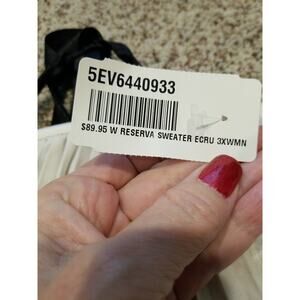 5EV6440933
$89.95 W RESERVA SWEATER ECRU 3XWMN